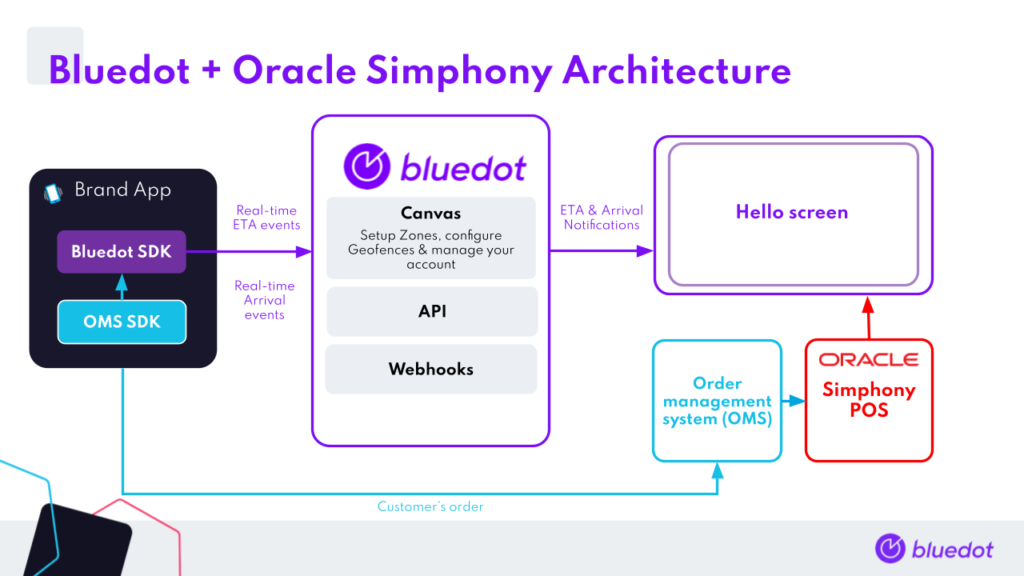 Bluedot + Oracle Simphony Architecture
Brand App
Bluedot SDK
OMS SDK
Real-time
ETA events
Real-time
Arrival
events
bluedot
Canvas
Setup Zones, configure
Geofences & manage your
account
API
Webhooks
ETA & Arrival
Notifications
Hello screen
Order
management
system (OMS)
ORACLE
Simphony
POS
Customer's order
bluedot